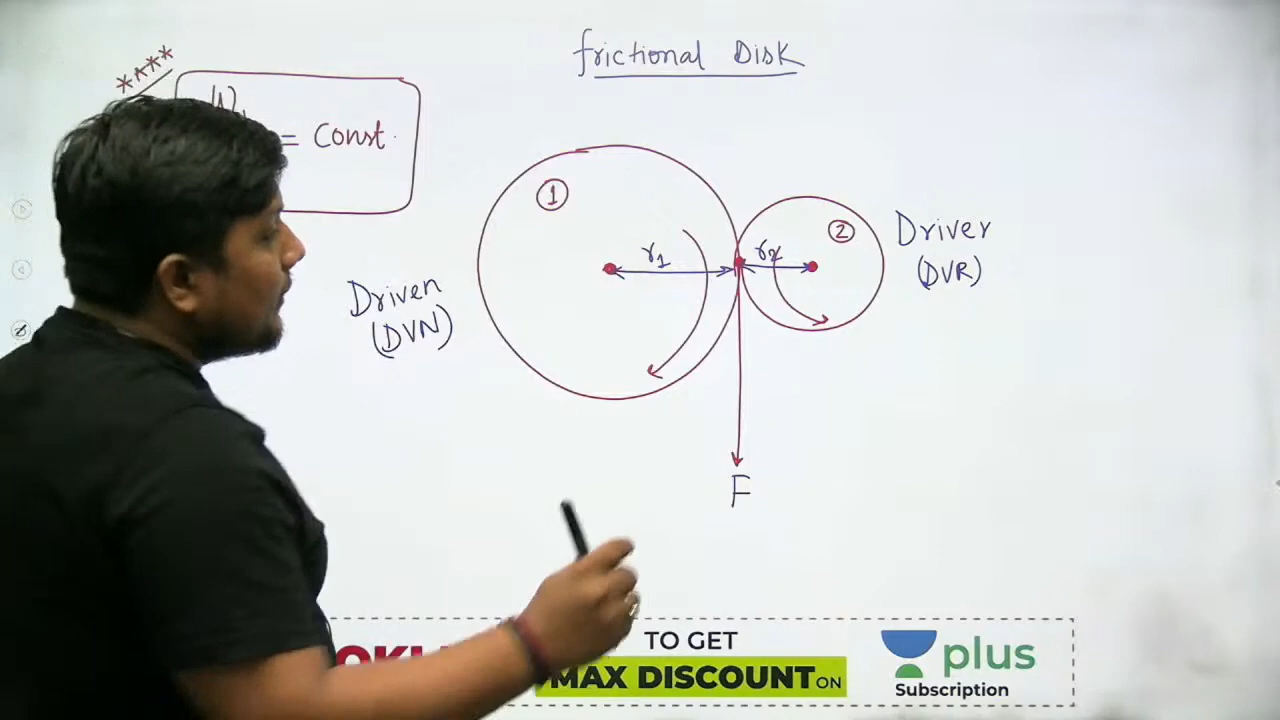 frictional Disk
****
= Const.
1
2
r1
r2
Driver
(DVR)
Driven
(DVN)
F
TO GET
MAX DISCOUNT ON
plus
Subscription